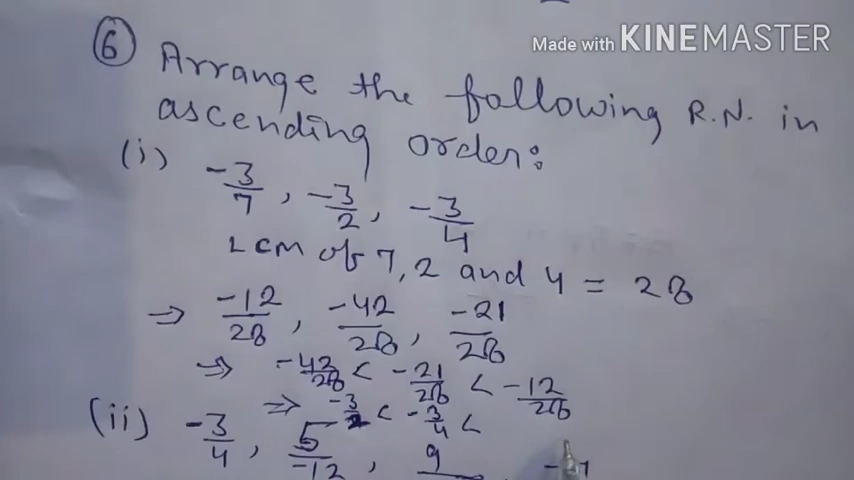 Made with KINEMASTER
(6) Arrange the following R.N. in
ascending order:
(i) -3/7, -3/2, -3/4
LCM of 7, 2 and 4 = 28
⇒ -12/28, -42/28, -21/28
⇒ -42/28 < -21/28 < -12/28
⇒ -3/2 < -3/4 <
(ii) -3/4, 5/-12, 9